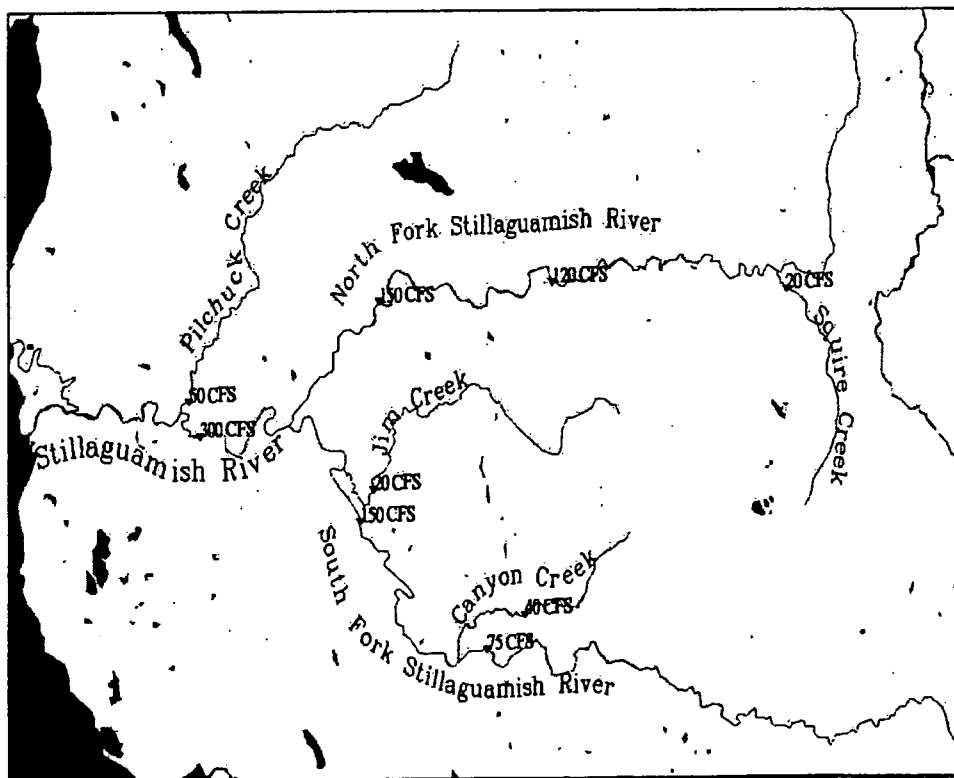 Pilchuck Creek
North Fork Stillaguamish River
120 CFS
20 CFS
150 CFS
Squire Creek
50 CFS
Jim Creek
300 CFS
Stillaguamish River
20 CFS
150 CFS
South Fork Stillaguamish River
Canyon Creek
40 CFS
75 CFS